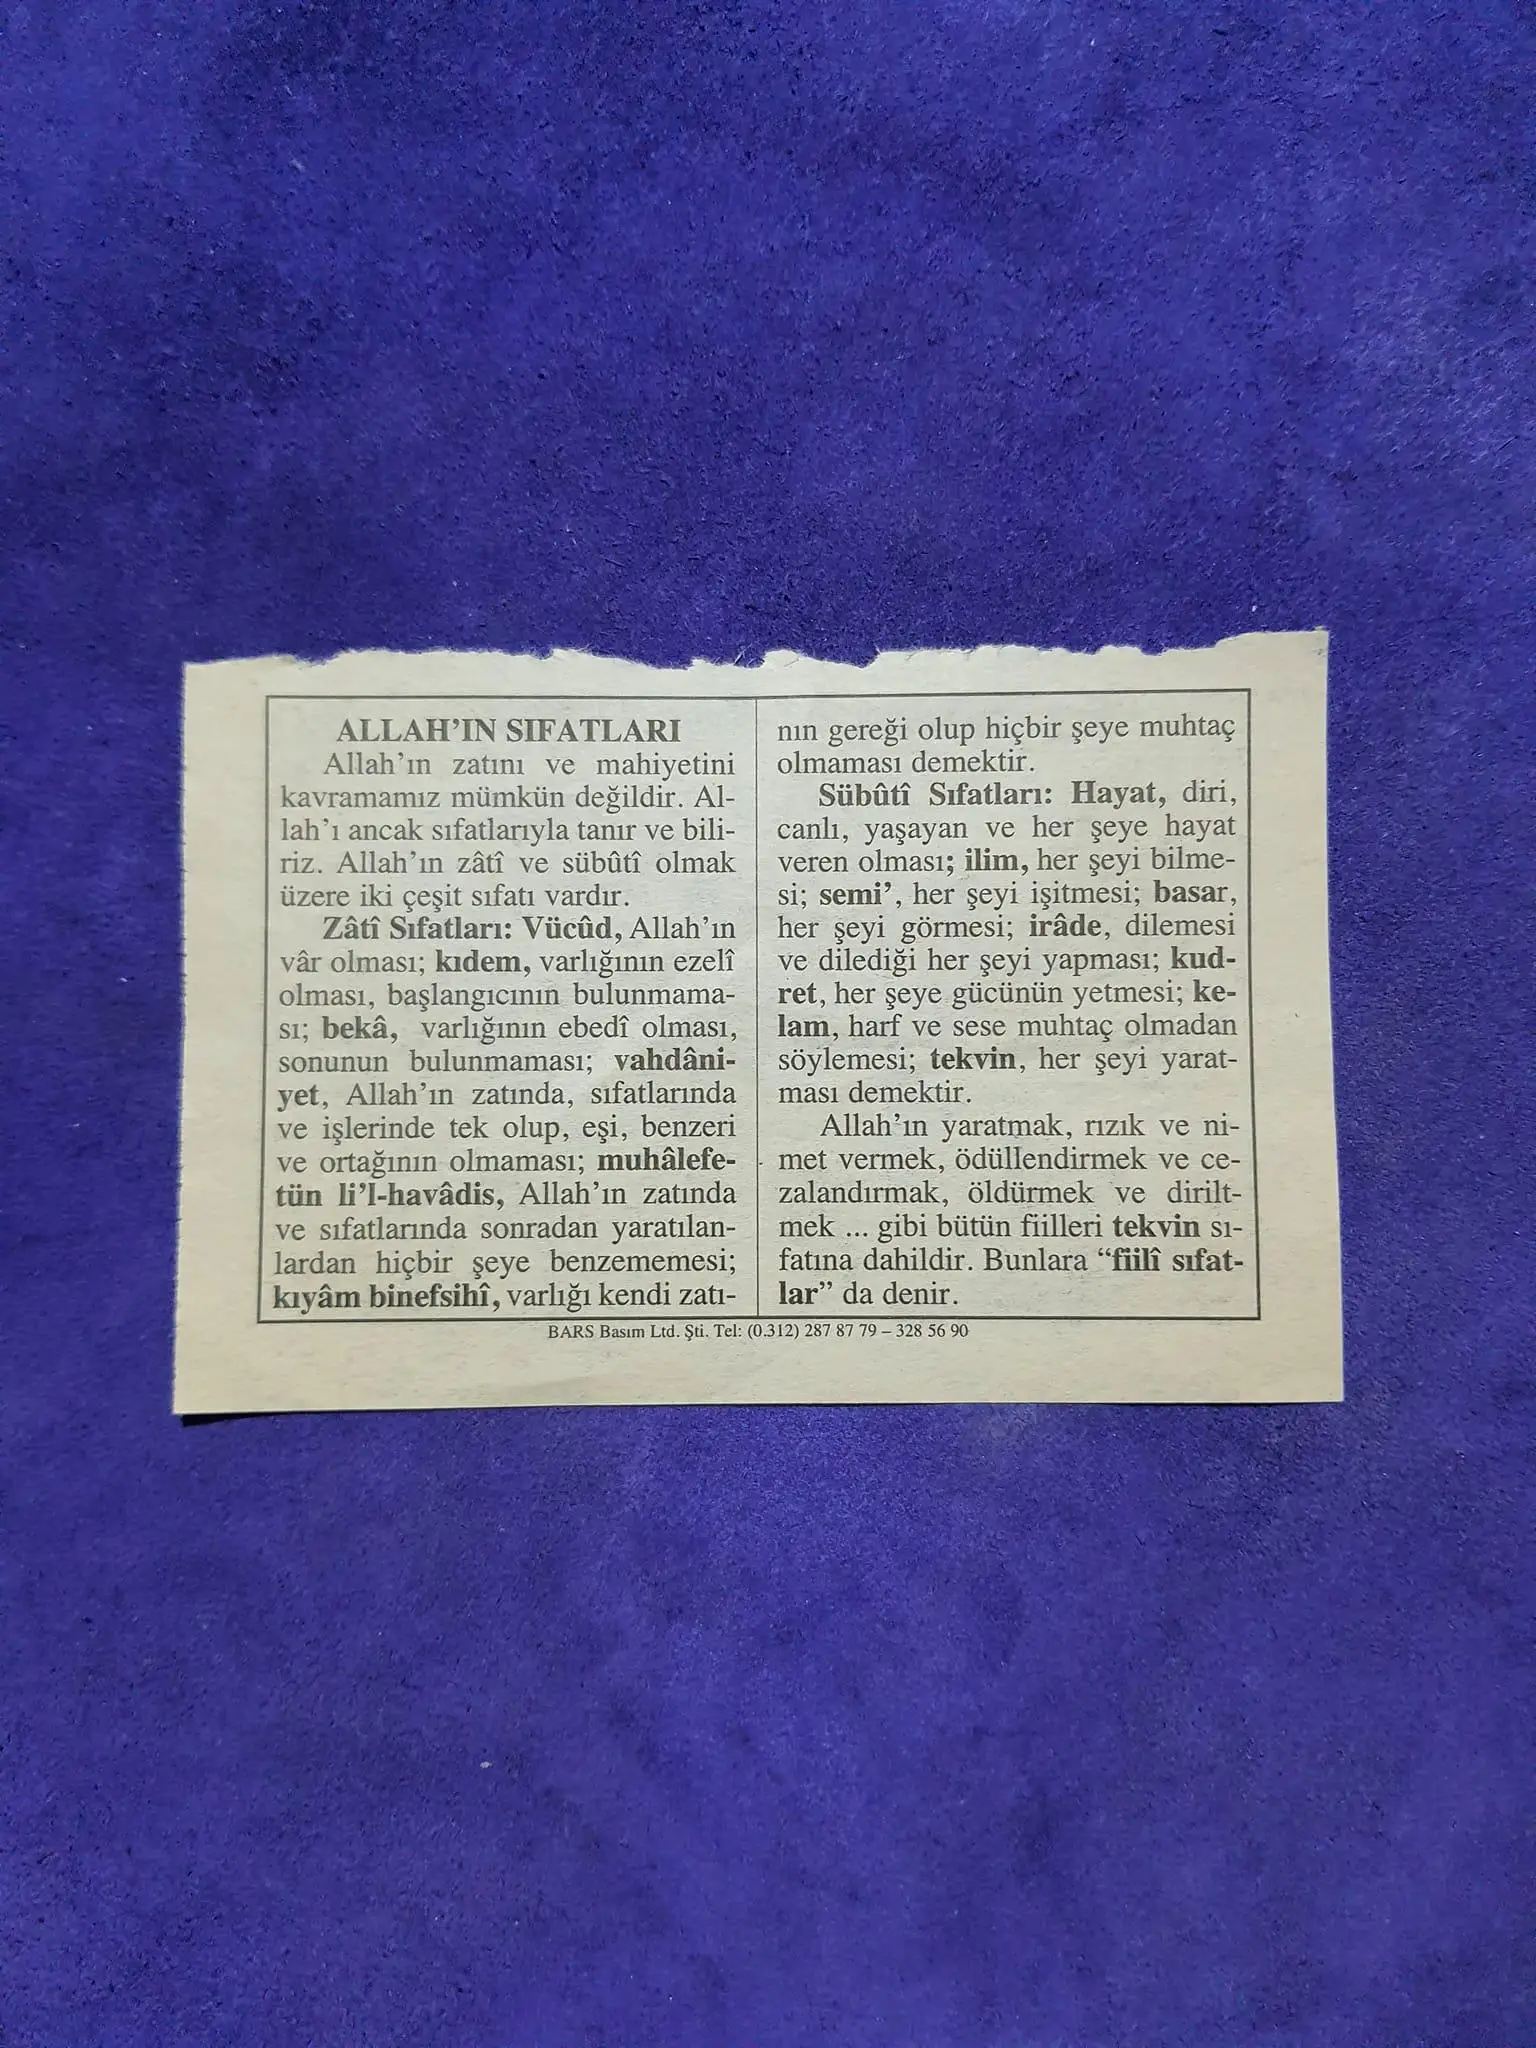 ALLAH'IN SIFATLARI
Allah'ın zatını ve mahiyetini
kavramamız mümkün değildir. Al-
lah'ı ancak sıfatlarıyla tanır ve bili-
riz. Allah'ın zâtî ve sübûtî olmak
üzere iki çeşit sıfatı vardır.
Zâtî Sıfatları: Vücûd, Allah'ın
vâr olması; kıdem, varlığının ezelî
olması, başlangıcının bulunmama-
sı; bekâ, varlığının ebedî olması,
sonunun bulunmaması; vahdâni-
yet, Allah'ın zatında, sıfatlarında
ve işlerinde tek olup, eşi, benzeri
ve ortağının olmaması; muhâlefe-
tün li'l-havâdis, Allah'ın zatında
ve sıfatlarında sonradan yaratılan-
lardan hiçbir şeye benzememesi;
kıyâm binefsihî, varlığı kendi zatı-
nın gereği olup hiçbir şeye muhtaç
olmaması demektir.
Sübûtî Sıfatları: Hayat, diri,
canlı, yaşayan ve her şeye hayat
veren olması; ilim, her şeyi bilme-
si; semi', her şeyi işitmesi; basar,
her şeyi görmesi; irâde, dilemesi
ve dilediği her şeyi yapması; kud-
ret, her şeye gücünün yetmesi; ke-
lam, harf ve sese muhtaç olmadan
söylemesi; tekvin, her şeyi yarat-
ması demektir.
Allah'ın yaratmak, rızık ve ni-
met vermek, ödüllendirmek ve ce-
zalandırmak, öldürmek ve dirilt-
mek ... gibi bütün fiilleri tekvin sı-
fatına dahildir. Bunlara “fiilî sıfat-
lar” da denir.
BARS Basım Ltd. Şti. Tel: (0.312) 287 87 79 – 328 56 90